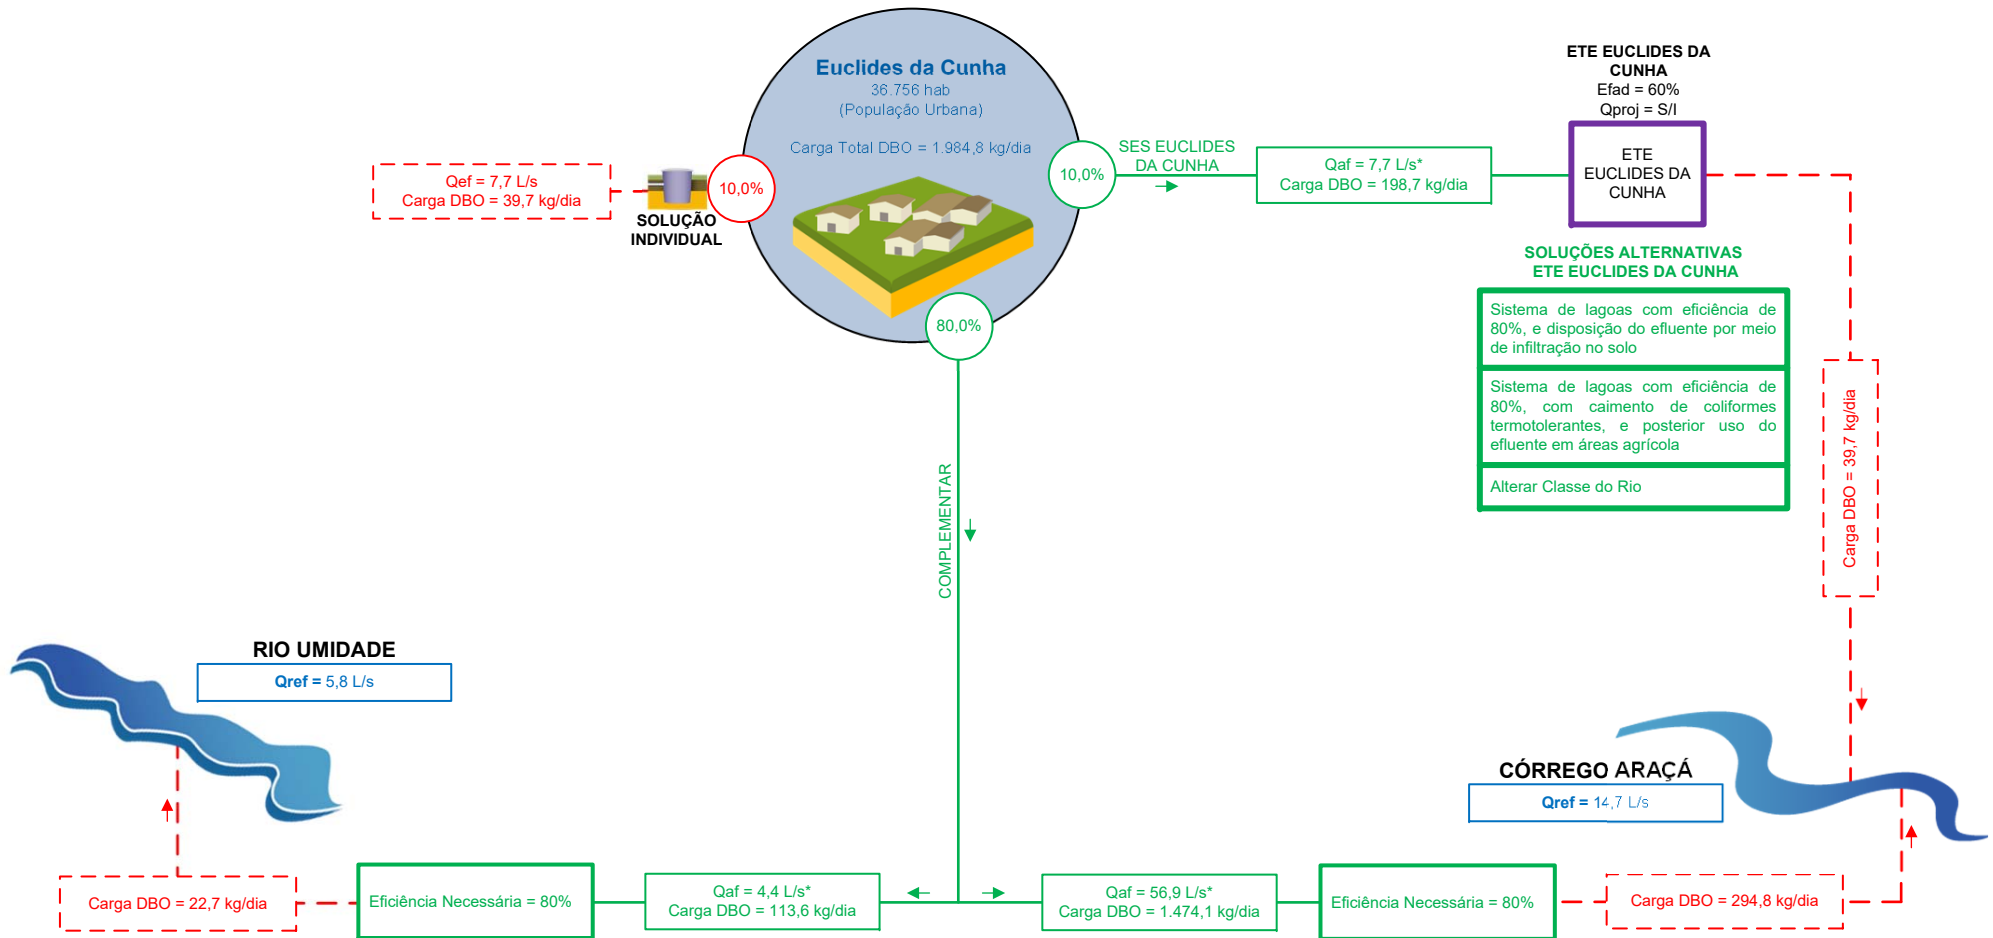 Euclides da Cunha
36.756 hab
(População Urbana)
Carga Total DBO = 1.984,8 kg/dia
Qef = 7,7 L/s
Carga DBO = 39,7 kg/dia
SOLUÇÃO
INDIVIDUAL
10,0%
10,0%
80,0%
SES EUCLIDES
DA CUNHA
Qaf = 7,7 L/s*
Carga DBO = 198,7 kg/dia
ETE EUCLIDES DA
CUNHA
Efad = 60%
Qproj = S/I
ETE
EUCLIDES DA
CUNHA
SOLUÇÕES ALTERNATIVAS
ETE EUCLIDES DA CUNHA
Sistema de lagoas com eficiência de
80%, e disposição do efluente por meio
de infiltração no solo
Sistema de lagoas com eficiência de
80%, com caimento de coliformes
termotolerantes, e posterior uso do
efluente em áreas agrícola
Alterar Classe do Rio
Carga DBO = 39,7 kg/dia
COMPLEMENTAR
RIO UMIDADE
Qref = 5,8 L/s
CÓRREGO ARAÇÁ
Qref = 14,7 L/s
Carga DBO = 22,7 kg/dia
Eficiência Necessária = 80%
Qaf = 4,4 L/s*
Carga DBO = 113,6 kg/dia
Qaf = 56,9 L/s*
Carga DBO = 1.474,1 kg/dia
Eficiência Necessária = 80%
Carga DBO = 294,8 kg/dia